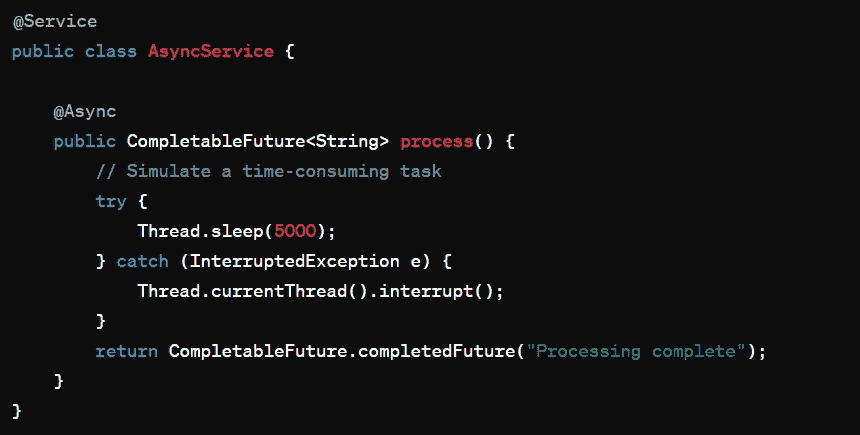 @Service
public class AsyncService {
@Async
public CompletableFuture<String> process() {
// Simulate a time-consuming task
try {
Thread.sleep(5000);
} catch (InterruptedException e) {
Thread.currentThread().interrupt();
}
return CompletableFuture.completedFuture("Processing complete");
}
}